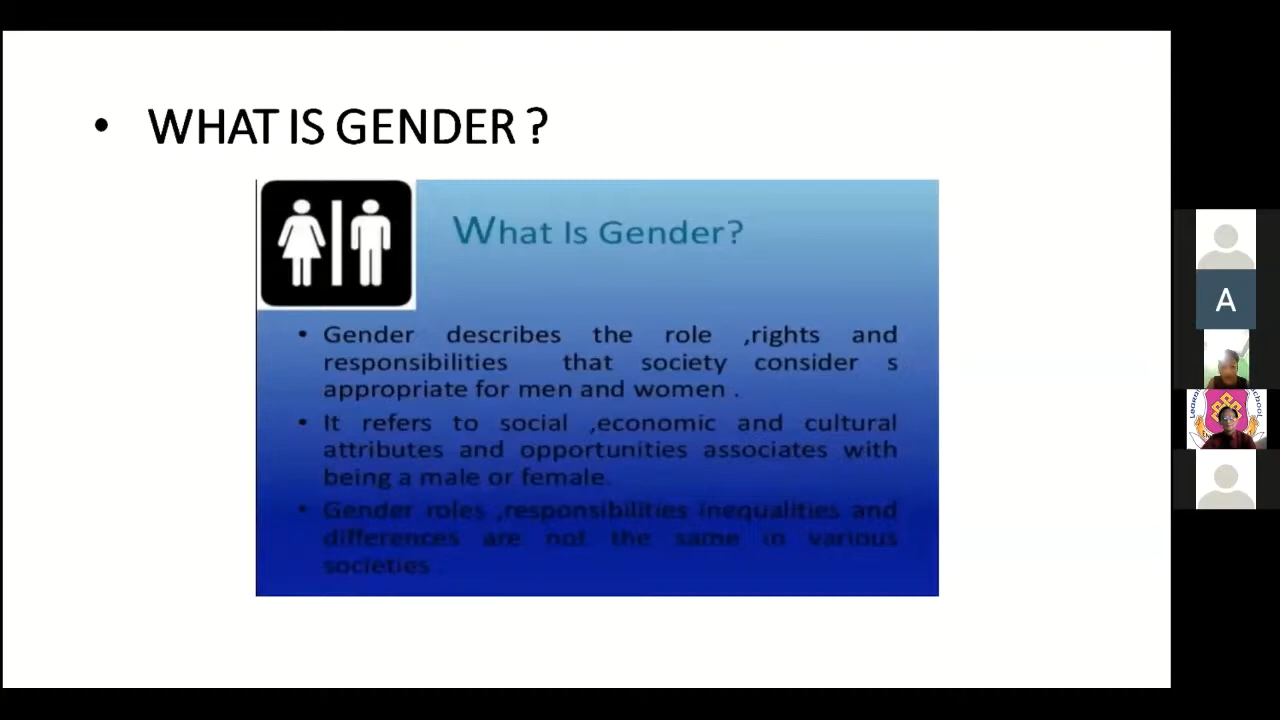 • WHAT IS GENDER ?
What Is Gender?
• Gender describes the role ,rights and
responsibilities that society consider s
appropriate for men and women .
• It refers to social ,economic and cultural
attributes and opportunities associates with
being a male or female.
• Gender roles ,responsibilities inequalities and
differences are not the same in various
societies
A